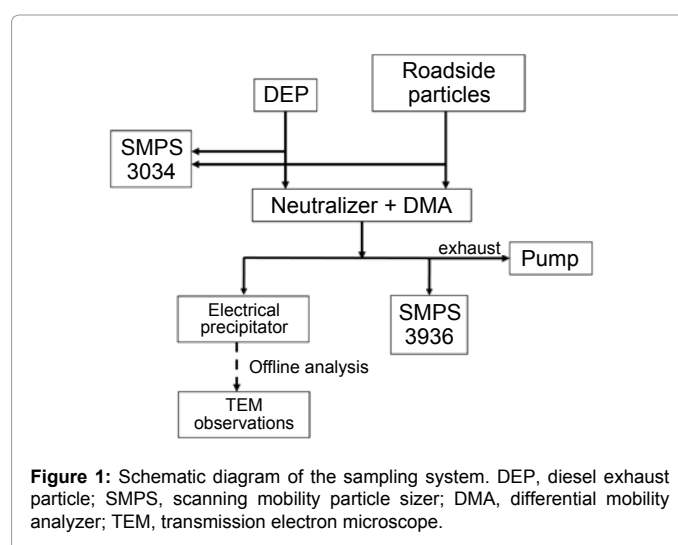 Roadside
particles
DEP
SMPS
3034
Neutralizer + DMA
exhaust
Pump
Electrical
precipitator
SMPS
3936
Offline analysis
TEM
observations
Figure 1: Schematic diagram of the sampling system. DEP, diesel exhaust
particle; SMPS, scanning mobility particle sizer; DMA, differential mobility
analyzer; TEM, transmission electron microscope.